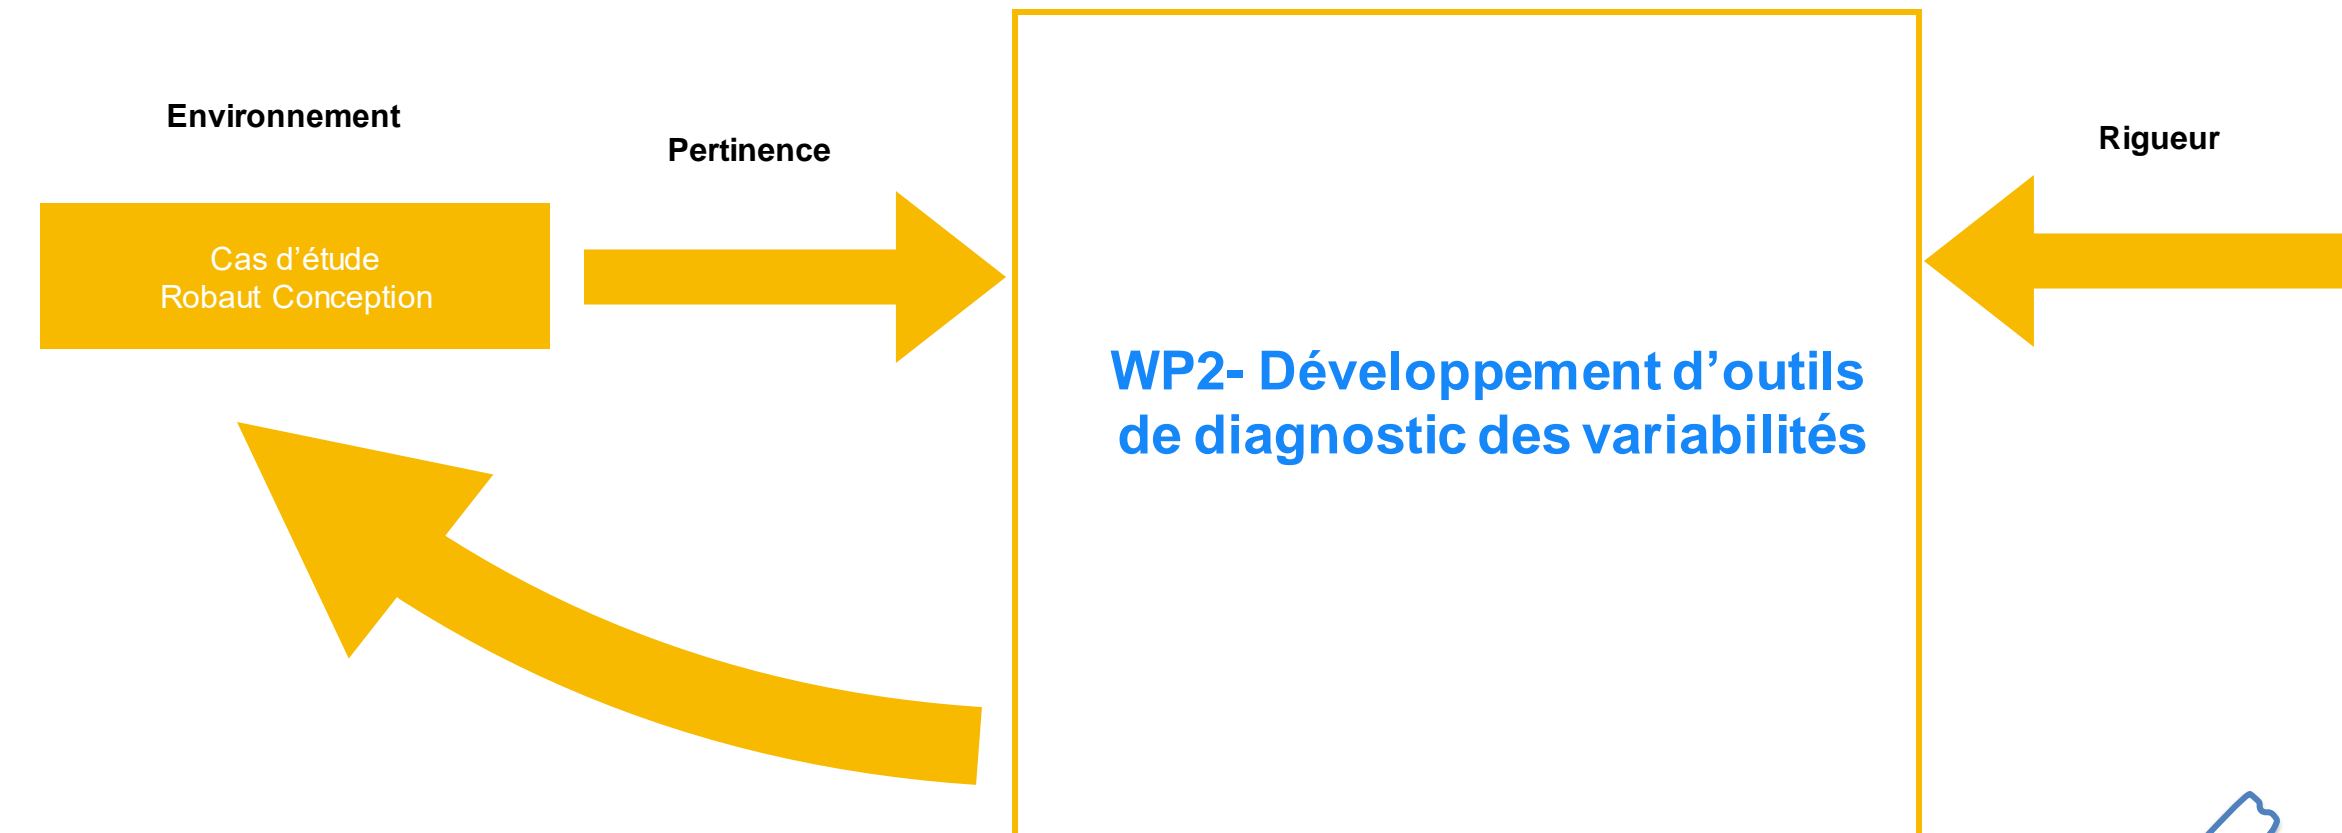 Environnement
Pertinence
Rigueur
Cas d’étude
Robaut Conception
WP2- Développement d’outils
de diagnostic des variabilités